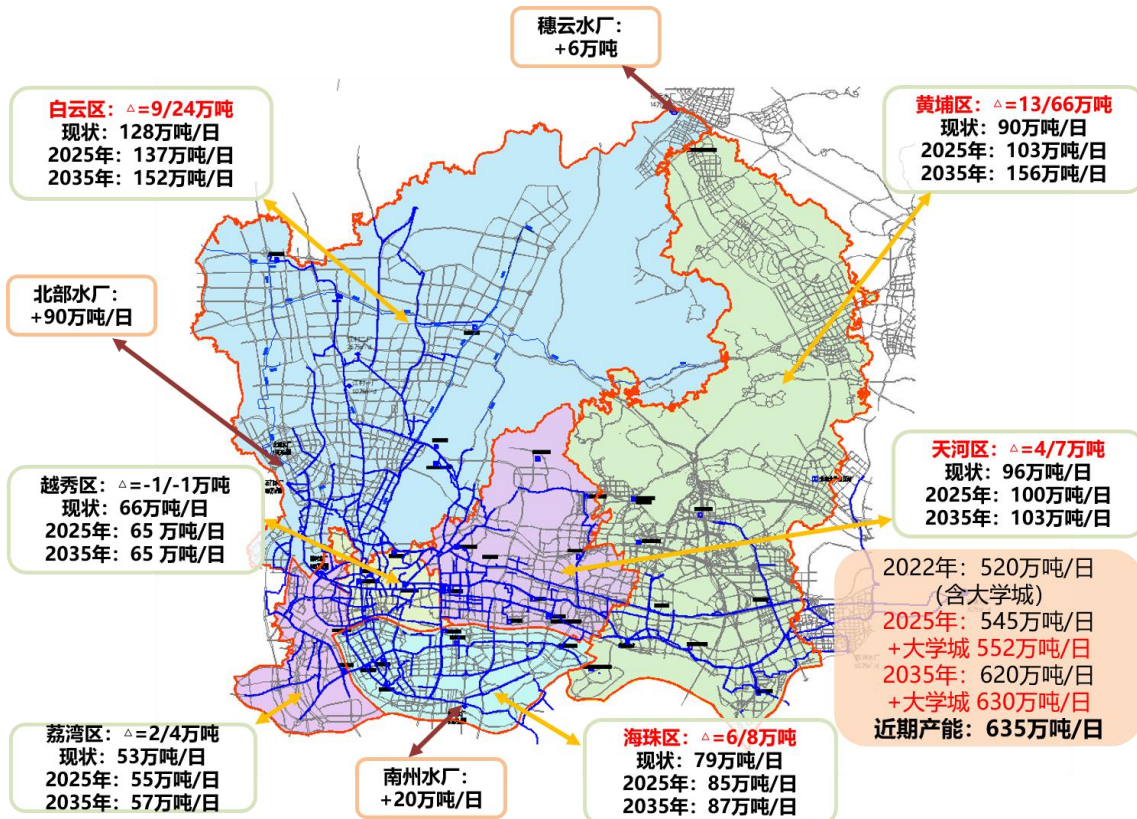 穗云水厂：
+6万吨
白云区：△=9/24万吨
现状：128万吨/日
2025年：137万吨/日
2035年：152万吨/日
黄埔区：△=13/66万吨
现状：90万吨/日
2025年：103万吨/日
2035年：156万吨/日
北部水厂：
+90万吨/日
越秀区：△=-1/-1万吨
现状：66万吨/日
2025年：65 万吨/日
2035年：65 万吨/日
天河区：△=4/7万吨
现状：96万吨/日
2025年：100万吨/日
2035年：103万吨/日
2022年：520万吨/日
（含大学城）
2025年：545万吨/日
+大学城 552万吨/日
2035年：620万吨/日
+大学城 630万吨/日
近期产能：635万吨/日
荔湾区：△=2/4万吨
现状：53万吨/日
2025年：55万吨/日
2035年：57万吨/日
南州水厂：
+20万吨/日
海珠区：△=6/8万吨
现状：79万吨/日
2025年：85万吨/日
2035年：87万吨/日